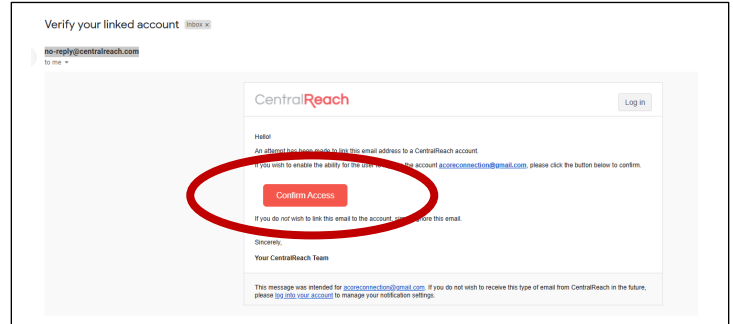 Verify your linked account Inbox x
no-reply@centralreach.com
to me
CentralReach
Log in
Hello!
An attempt has been made to link this email address to a CentralReach account.
If you wish to enable the ability for the user to the account acoreconnection@gmail.com, please click the button below to confirm.
Confirm Access
If you do not wish to link this email to the account, ignore this email.
Sincerely,
Your CentralReach Team
This message was intended for acoreconnection@gmail.com. If you do not wish to receive this type of email from CentralReach in the future,
please log into your account to manage your notification settings.